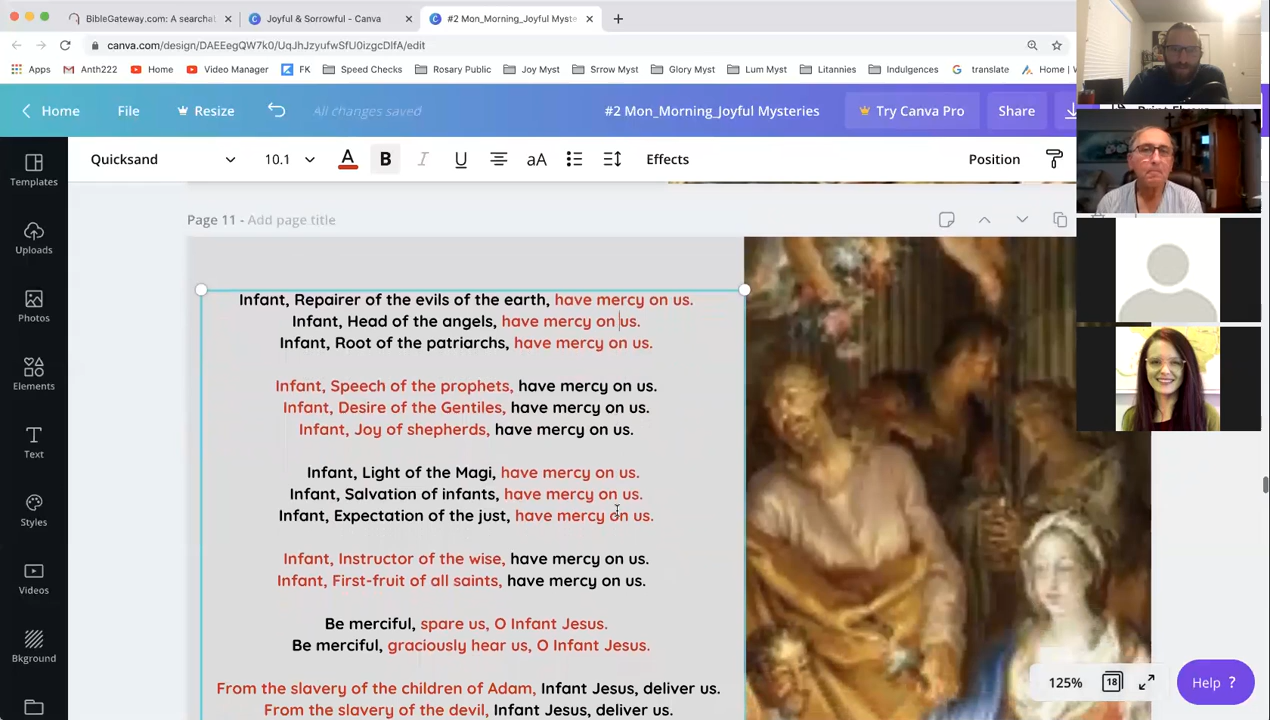 BibleGateway.com: A searchal
Joyful & Sorrowful - Canva
#2 Mon_Morning_Joyful Myste
canva.com/design/DAEEegQW7k0/UqJhJzyufwSfU0izgcDlfA/edit
Apps Anth222 Home Video Manager FK Speed Checks Rosary Public Joy Myst Srrow Myst Glory Myst Lum Myst Litannies Indulgences translate Home | W
Home File Resize All changes saved #2 Mon_Morning_Joyful Mysteries Try Canva Pro Share
Quicksand 10.1 A B I U aA Effects Position
Templates
Uploads
Photos
Elements
Text
Styles
Videos
Bkground
Page 11 - Add page title
Infant, Repairer of the evils of the earth, have mercy on us.
Infant, Head of the angels, have mercy on us.
Infant, Root of the patriarchs, have mercy on us.
Infant, Speech of the prophets, have mercy on us.
Infant, Desire of the Gentiles, have mercy on us.
Infant, Joy of shepherds, have mercy on us.
Infant, Light of the Magi, have mercy on us.
Infant, Salvation of infants, have mercy on us.
Infant, Expectation of the just, have mercy on us.
Infant, Instructor of the wise, have mercy on us.
Infant, First-fruit of all saints, have mercy on us.
Be merciful, spare us, O Infant Jesus.
Be merciful, graciously hear us, O Infant Jesus.
From the slavery of the children of Adam, Infant Jesus, deliver us.
From the slavery of the devil, Infant Jesus, deliver us.
125% 18 Help ?